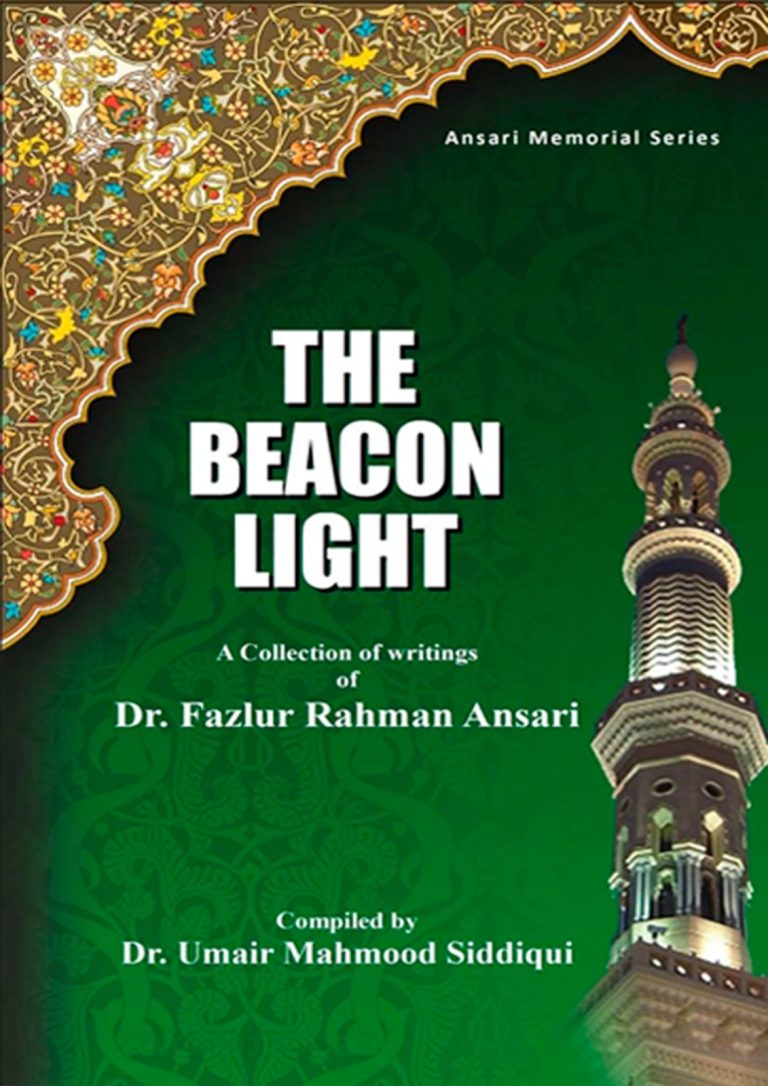 Ansari Memorial Series
THE
BEACON
LIGHT
A Collection of writings
of
Dr. Fazlur Rahman Ansari
Compiled by
Dr. Umair Mahmood Siddiqui